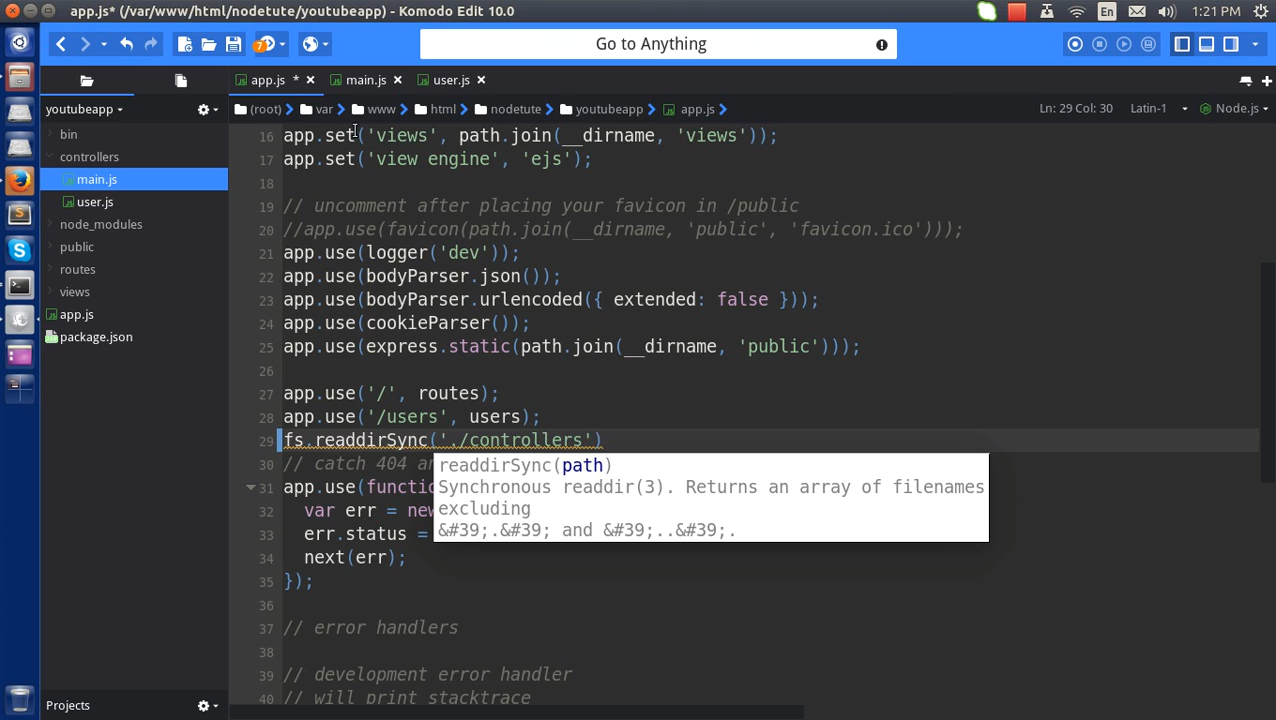 app.js* (/var/www/html/nodetute/youtubeapp) - Komodo Edit 10.0
En
1:21 PM
7
Go to Anything
app.js *
main.js
user.js
youtubeapp
(root)
var
www
html
nodetute
youtubeapp
app.js
Ln: 29 Col: 30
Latin-1
Node.js
bin
controllers
main.js
user.js
node_modules
public
routes
views
app.js
package.json
16 app.set('views', path.join(__dirname, 'views'));
17 app.set('view engine', 'ejs');
18
19 // uncomment after placing your favicon in /public
20 //app.use(favicon(path.join(__dirname, 'public', 'favicon.ico')));
21 app.use(logger('dev'));
22 app.use(bodyParser.json());
23 app.use(bodyParser.urlencoded({ extended: false }));
24 app.use(cookieParser());
25 app.use(express.static(path.join(__dirname, 'public')));
26
27 app.use('/', routes);
28 app.use('/users', users);
29 fs.readdirSync('./controllers')
30 // catch 404 an
31 app.use(functio
32 var err = new
33 err.status =
34 next(err);
35 });
36
37 // error handlers
38
39 // development error handler
40 // will print stacktrace
readdirSync(path)
Synchronous readdir(3). Returns an array of filenames
excluding
&#39;.&#39; and &#39;..&#39;.
Projects